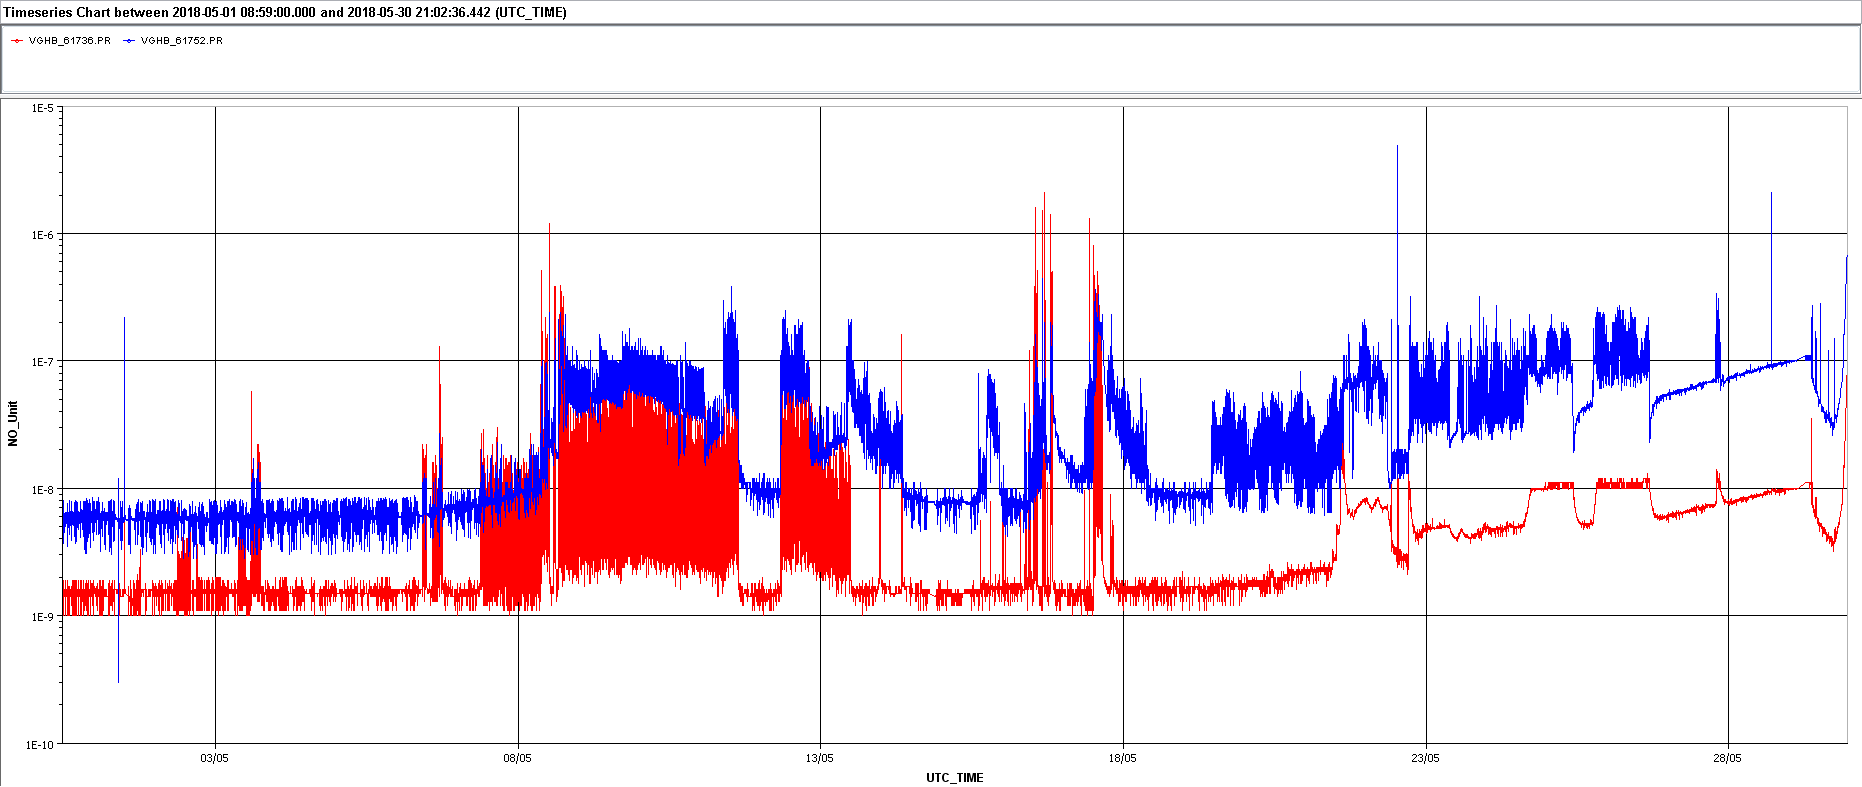 Timeseries Chart between 2018-05-01 08:59:00.000 and 2018-05-30 21:02:36.442 (UTC_TIME)
VGHB_61736.PR VGHB_61752.PR
1E-5
1E-6
1E-7
1E-8
1E-9
1E-10
NO_Unit
03/05 08/05 13/05 18/05 23/05 28/05
UTC_TIME